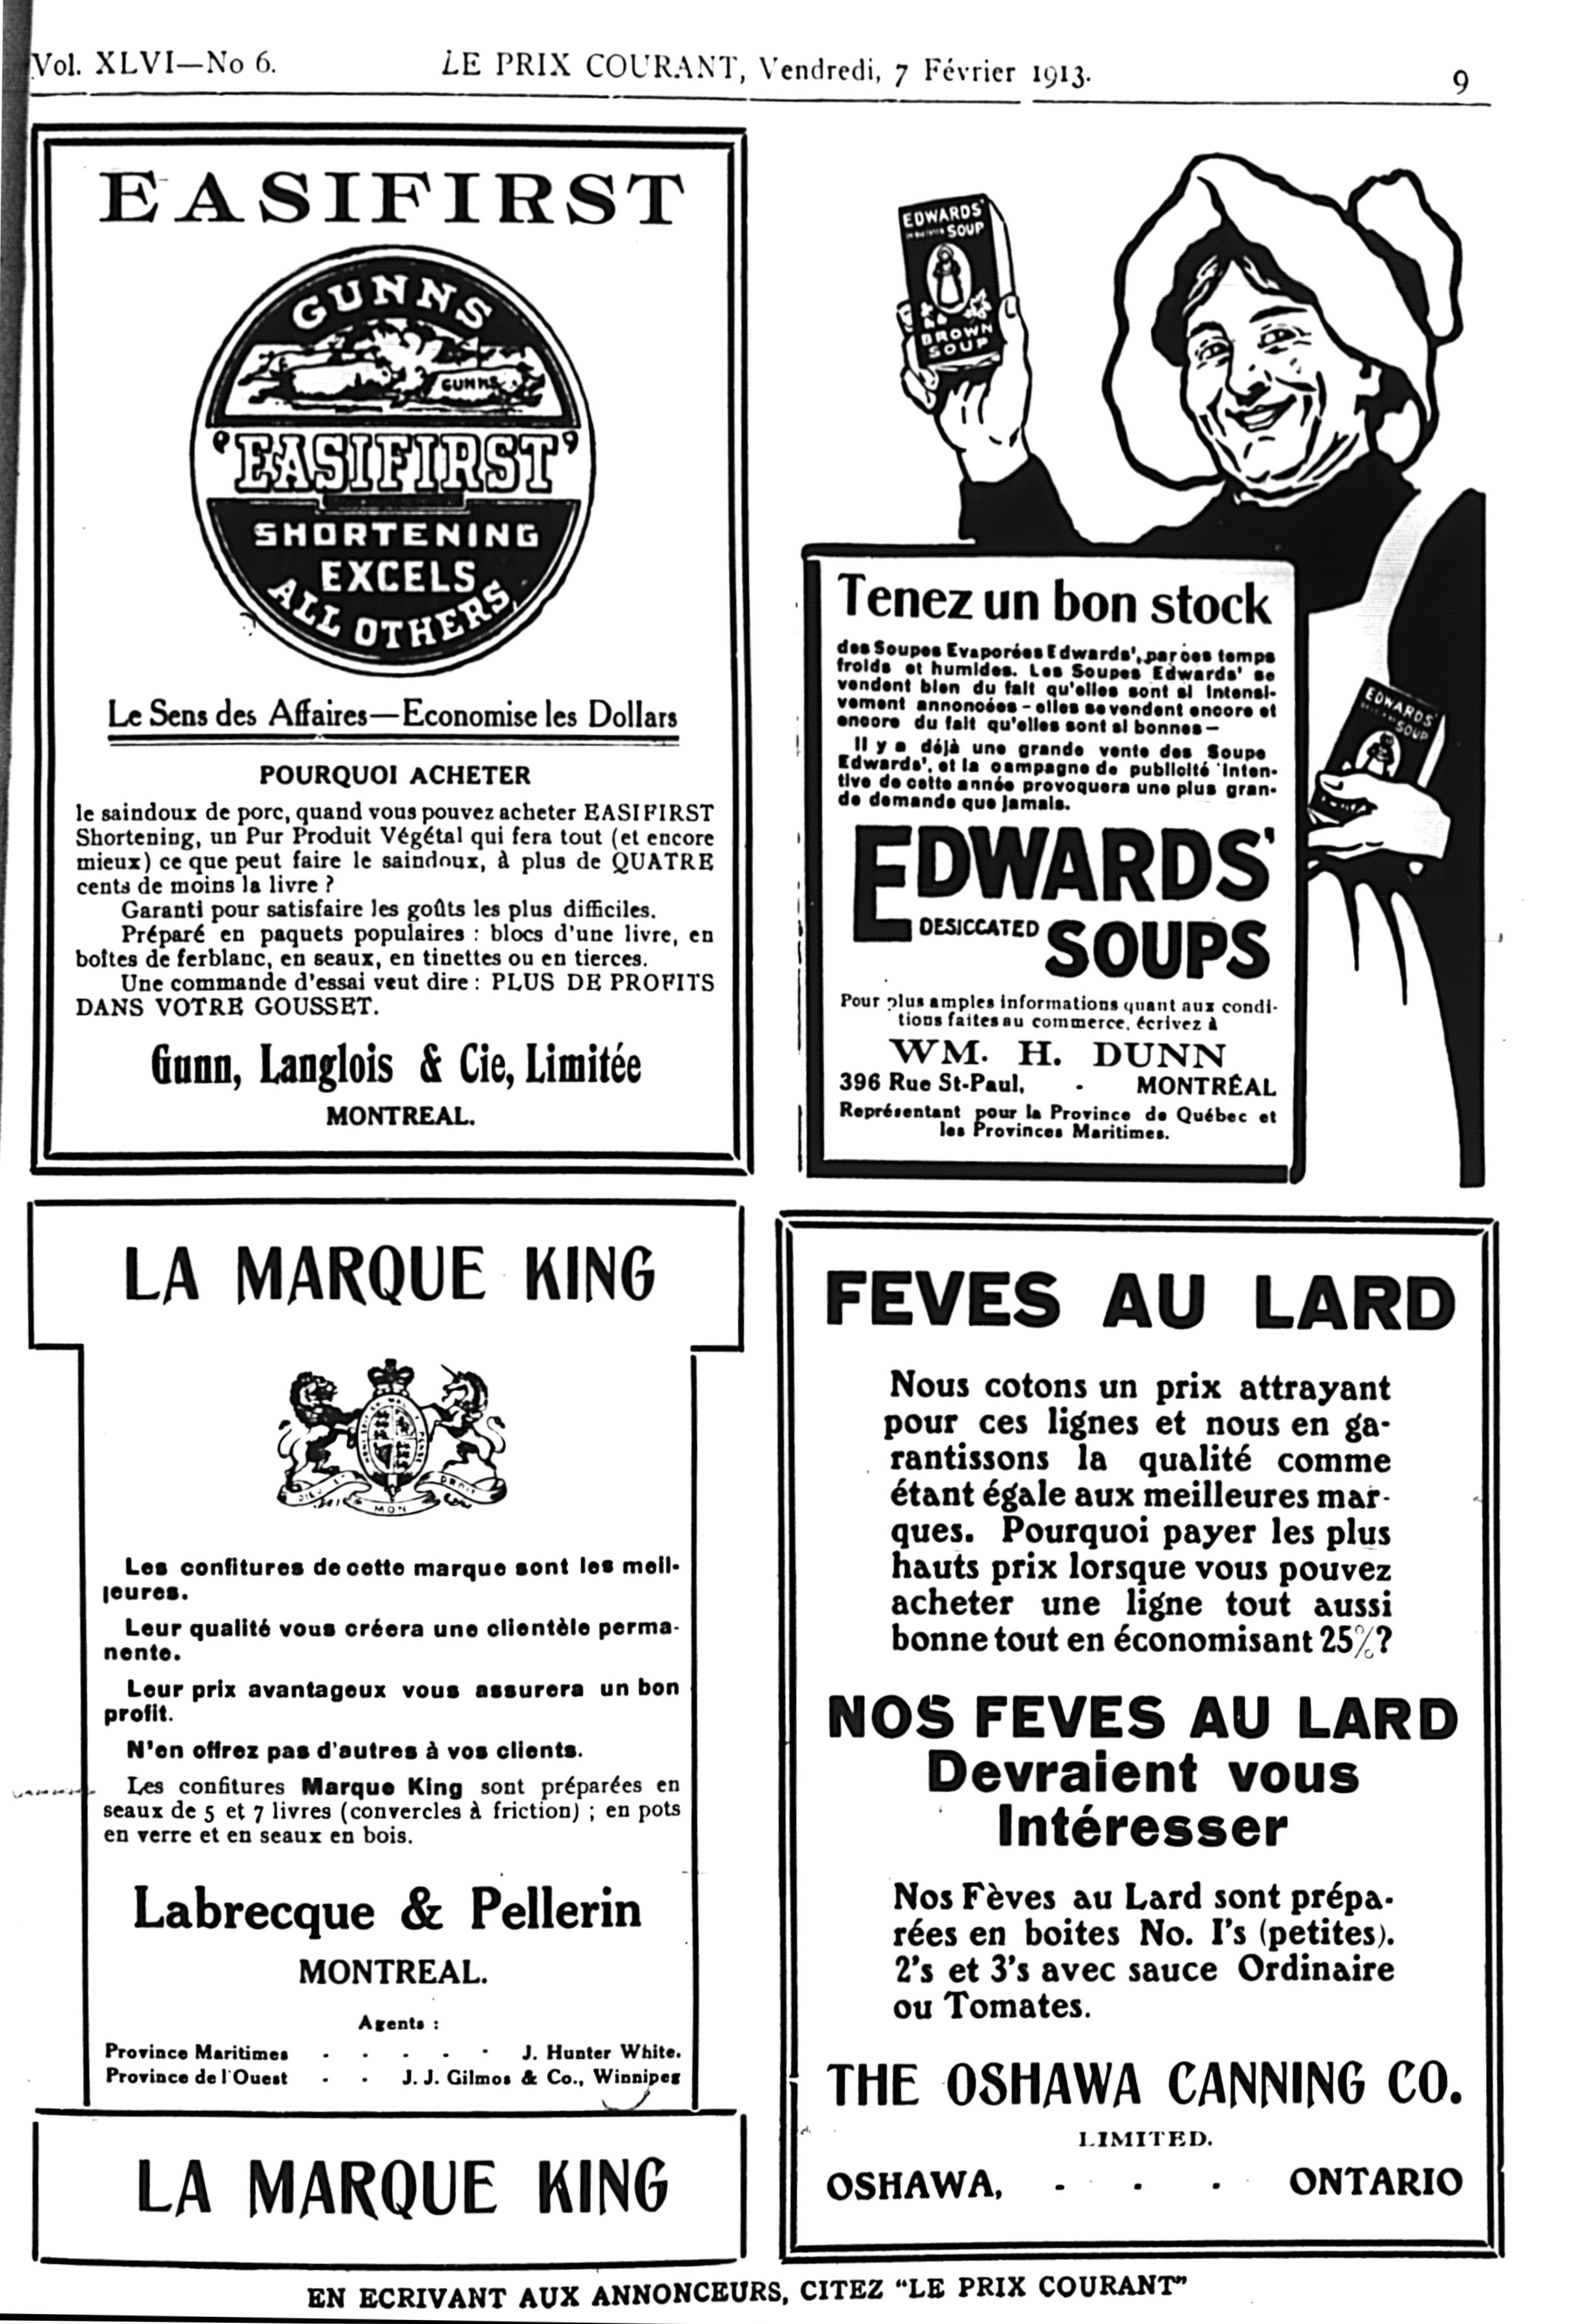 Vol. XLVI—No 6.
LE PRIX COURANT, Vendredi, 7 Février 1913.
9
EASIFIRST
GUNNS
GUNNS
'EASIFIRST'
SHORTENING
EXCELS
ALL OTHERS
Le Sens des Affaires—Economise les Dollars
POURQUOI ACHETER
le saindoux de porc, quand vous pouvez acheter EASIFIRST
Shortening, un Pur Produit Végétal qui fera tout (et encore
mieux) ce que peut faire le saindoux, à plus de QUATRE
cents de moins la livre ?
Garanti pour satisfaire les goûts les plus difficiles.
Préparé en paquets populaires : blocs d'une livre, en
boîtes de ferblanc, en seaux, en tinettes ou en tierces.
Une commande d'essai veut dire : PLUS DE PROFITS
DANS VOTRE GOUSSET.
Gunn, Langlois & Cie, Limitée
MONTREAL.
EDWARDS'
SOUP
BROWN
SOUP
Tenez un bon stock
des Soupes Evaporées Edwards', par ces temps
froids et humides. Les Soupes Edwards' se
vendent bien du fait qu'elles sont si intensi-
vement annoncées - elles se vendent encore et
encore du fait qu'elles sont si bonnes—
Il y a déjà une grande vente des Soupe
Edwards', et la campagne de publicité 'inten-
tive de cette année provoquera une plus gran-
de demande que jamais.
EDWARDS'
SOUP
EDWARDS'
DESICCATED SOUPS
Pour plus amples informations quant aux condi-
tions faites au commerce, écrivez à
WM. H. DUNN
396 Rue St-Paul, - MONTRÉAL
Représentant pour la Province de Québec et
les Provinces Maritimes.
LA MARQUE KING
DIEU ET MON DROIT
Les confitures de cette marque sont les meil-
leures.
Leur qualité vous créera une clientèle perma-
nente.
Leur prix avantageux vous assurera un bon
profit.
N'en offrez pas d'autres à vos clients.
Les confitures Marque King sont préparées en
seaux de 5 et 7 livres (convercles à friction) ; en pots
en verre et en seaux en bois.
Labrecque & Pellerin
MONTREAL.
Agents :
Province Maritimes - - - - - J. Hunter White.
Province de l'Ouest - - J. J. Gilmos & Co., Winnipeg
LA MARQUE KING
FEVES AU LARD
Nous cotons un prix attrayant
pour ces lignes et nous en ga-
rantissons la qualité comme
étant égale aux meilleures mar-
ques. Pourquoi payer les plus
hauts prix lorsque vous pouvez
acheter une ligne tout aussi
bonne tout en économisant 25%?
NOS FEVES AU LARD
Devraient vous
Intéresser
Nos Fèves au Lard sont prépa-
rées en boites No. I's (petites).
2's et 3's avec sauce Ordinaire
ou Tomates.
THE OSHAWA CANNING CO.
LIMITED.
OSHAWA, - - - ONTARIO
EN ECRIVANT AUX ANNONCEURS, CITEZ "LE PRIX COURANT"